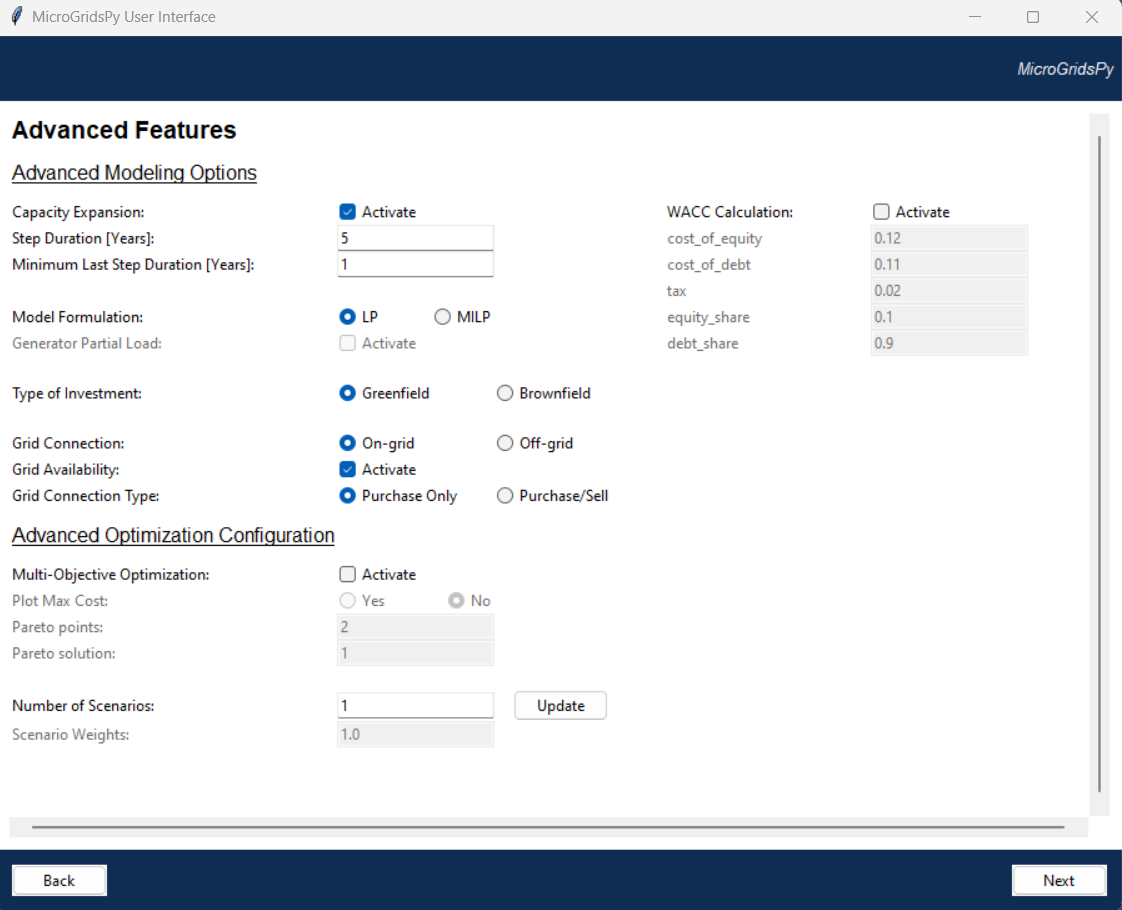 MicroGridsPy User Interface
MicroGridsPy
Advanced Features
Advanced Modeling Options
Capacity Expansion: Activate
Step Duration [Years]: 5
Minimum Last Step Duration [Years]: 1
Model Formulation: LP MILP
Generator Partial Load: Activate
Type of Investment: Greenfield Brownfield
Grid Connection: On-grid Off-grid
Grid Availability: Activate
Grid Connection Type: Purchase Only Purchase/Sell
WACC Calculation: Activate
cost_of_equity 0.12
cost_of_debt 0.11
tax 0.02
equity_share 0.1
debt_share 0.9
Advanced Optimization Configuration
Multi-Objective Optimization: Activate
Plot Max Cost: Yes No
Pareto points: 2
Pareto solution: 1
Number of Scenarios: 1 Update
Scenario Weights: 1.0
Back Next